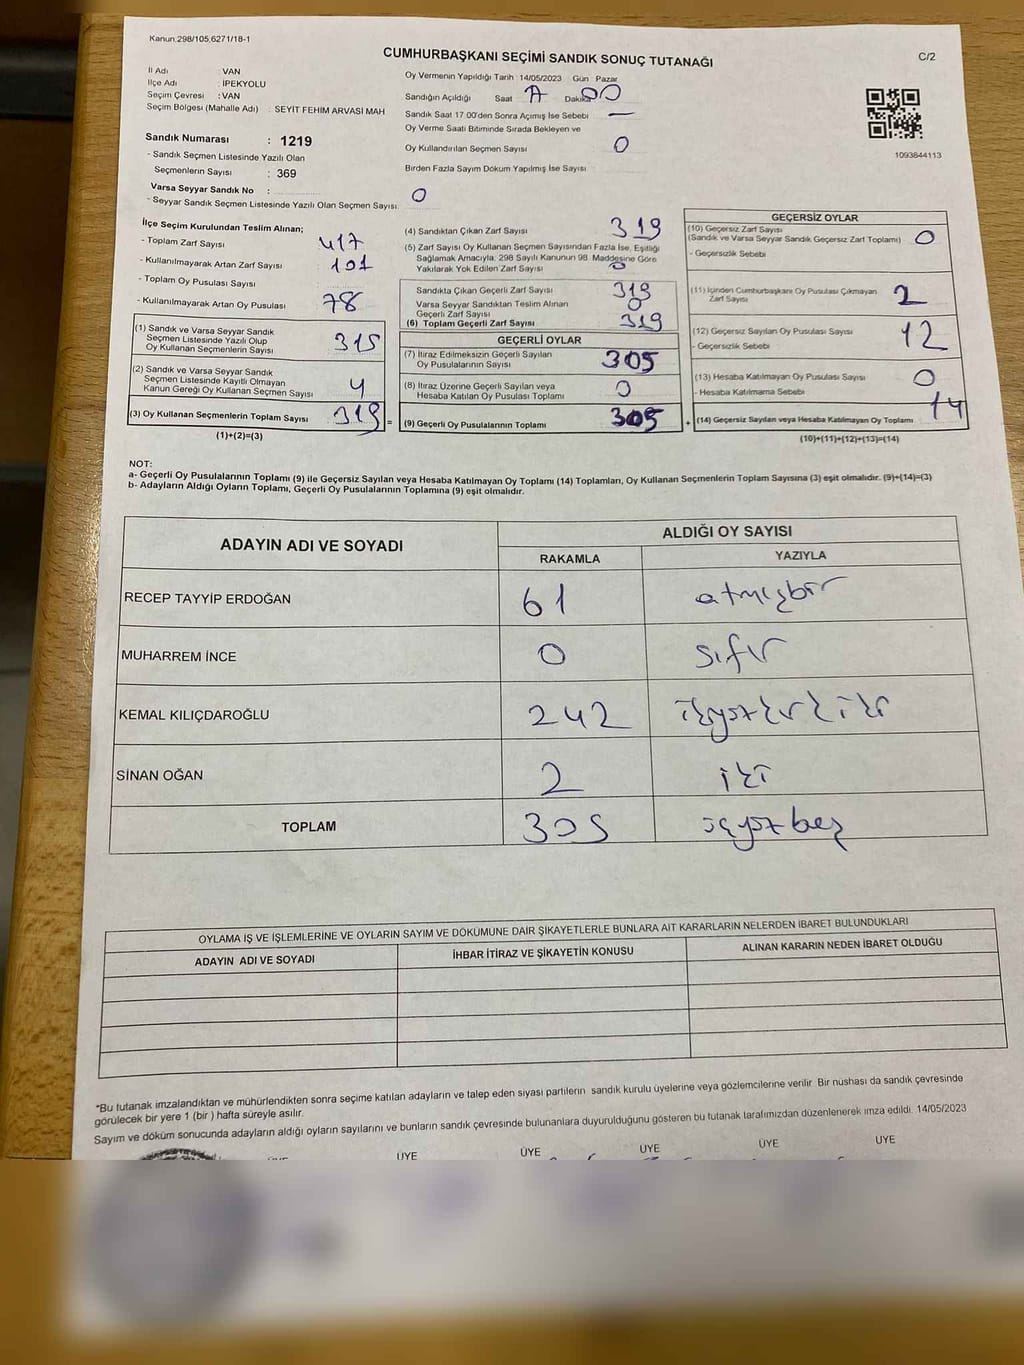 Kanun:298/105,6271/18-1
CUMHURBAŞKANI SEÇİMİ SANDIK SONUÇ TUTANAĞI
C/2
İl Adı : VAN
İlçe Adı : İPEKYOLU
Seçim Çevresi : VAN
Seçim Bölgesi (Mahalle Adı) : SEYİT FEHİM ARVASİ MAH
Sandık Numarası : 1219
- Sandık Seçmen Listesinde Yazılı Olan
Seçmenlerin Sayısı : 369
Varsa Seyyar Sandık No :
- Seyyar Sandık Seçmen Listesinde Yazılı Olan Seçmen Sayısı: 0
Oy Vermenin Yapıldığı Tarih : 14/05/2023 Gün Pazar
Sandığın Açıldığı Saat Dakika 00
Sandık Saat 17.00'den Sonra Açımış İse Sebebi —
Oy Verme Saati Bitiminde Sırada Bekleyen ve
Oy Kullandırılan Seçmen Sayısı 0
Birden Fazla Sayım Döküm Yapılmış İse Sayısı
1093844113
İlçe Seçim Kurulundan Teslim Alınan;
- Toplam Zarf Sayısı 417
- Kullanılmayarak Artan Zarf Sayısı 101
- Toplam Oy Pusulası Sayısı
- Kullanılmayarak Artan Oy Pusulası 78
(1) Sandık ve Varsa Seyyar Sandık
Seçmen Listesinde Yazılı Olup
Oy Kullanan Seçmenlerin Sayısı 315
(2) Sandık ve Varsa Seyyar Sandık
Seçmen Listesinde Kayıtlı Olmayan
Kanun Gereği Oy Kullanan Seçmen Sayısı 4
(3) Oy Kullanan Seçmenlerin Toplam Sayısı 319 =
(1)+(2)=(3)
(4) Sandıktan Çıkan Zarf Sayısı 319
(5) Zarf Sayısı Oy Kullanan Seçmen Sayısından Fazla İse, Eşitliği
Sağlamak Amacıyla; 298 Sayılı Kanunun 98. Maddesine Göre
Yakılarak Yok Edilen Zarf Sayısı 0
Sandıkta Çıkan Geçerli Zarf Sayısı 319
Varsa Seyyar Sandıktan Teslim Alınan
Geçerli Zarf Sayısı 0
(6) Toplam Geçerli Zarf Sayısı 319
GEÇERLİ OYLAR
(7) İtiraz Edilmeksizin Geçerli Sayılan
Oy Pusulalarının Sayısı 305
(8) İtiraz Üzerine Geçerli Sayılan veya
Hesaba Katılan Oy Pusulası Toplamı 0
(9) Geçerli Oy Pusulalarının Toplamı 305 +
GEÇERSİZ OYLAR
(10) Geçersiz Zarf Sayısı
(Sandık ve Varsa Seyyar Sandık Geçersiz Zarf Toplamı) 0
- Geçersizlik Sebebi
(11) İçinden Cumhurbaşkanı Oy Pusulası Çıkmayan
Zarf Sayısı 2
(12) Geçersiz Sayılan Oy Pusulası Sayısı 12
- Geçersizlik Sebebi
(13) Hesaba Katılmayan Oy Pusulası Sayısı 0
- Hesaba Katılmama Sebebi
(14) Geçersiz Sayılan veya Hesaba Katılmayan Oy Toplamı 14
(10)+(11)+(12)+(13)=(14)
NOT:
a- Geçerli Oy Pusulalarının Toplamı (9) ile Geçersiz Sayılan veya Hesaba Katılmayan Oy Toplamı (14) Toplamları, Oy Kullanan Seçmenlerin Toplam Sayısına (3) eşit olmalıdır. (9)+(14)=(3)
b- Adayların Aldığı Oyların Toplamı, Geçerli Oy Pusulalarının Toplamına (9) eşit olmalıdır.
ADAYIN ADI VE SOYADI
ALDIĞI OY SAYISI
RAKAMLA YAZIYLA
RECEP TAYYİP ERDOĞAN 61 atmışbir
MUHARREM İNCE 0 sıfır
KEMAL KILIÇDAROĞLU 242 ikiyüzkırkiki
SİNAN OĞAN 2 iki
TOPLAM 305 üçyüzbeş
OYLAMA İŞ VE İŞLEMLERİNE VE OYLARIN SAYIM VE DÖKÜMÜNE DAİR ŞİKAYETLERLE BUNLARA AİT KARARLARIN NELERDEN İBARET BULUNDUKLARI
ADAYIN ADI VE SOYADI İHBAR İTİRAZ VE ŞİKAYETİN KONUSU ALINAN KARARIN NEDEN İBARET OLDUĞU
*Bu tutanak imzalandıktan ve mühürlendikten sonra seçime katılan adayların ve talep eden siyasi partilerin sandık kurulu üyelerine veya gözlemcilerine verilir. Bir nüshası da sandık çevresinde
görülecek bir yere 1 (bir ) hafta süreyle asılır.
Sayım ve döküm sonucunda adayların aldığı oyların sayılarını ve bunların sandık çevresinde bulunanlara duyurulduğunu gösteren bu tutanak tarafımızdan düzenlenerek imza edildi. 14/05/2023
ÜYE ÜYE ÜYE ÜYE ÜYE